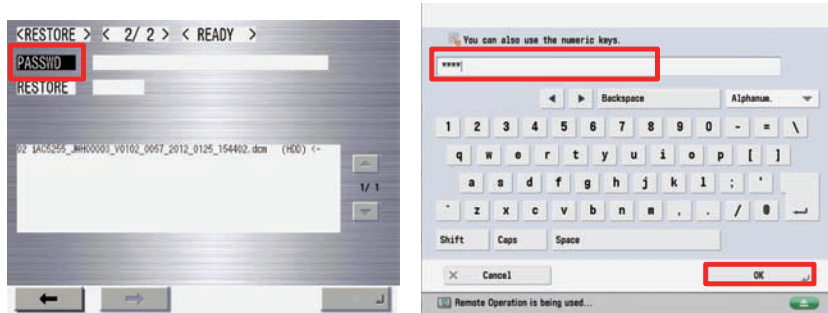 <RESTORE > < 2/ 2 > < READY >
PASSWD
RESTORE
02 iAC5255_JWH00003_V0102_0057_2012_0125_154402.dcm (HDD) <-
1/ 1
You can also use the numeric keys.
****
Backspace Alphanum.
1 2 3 4 5 6 7 8 9 0 - = \
q w e r t y u i o p [ ]
a s d f g h j k l ; '
` z x c v b n m , . / @
Shift Caps Space
Cancel OK
Remote Operation is being used...